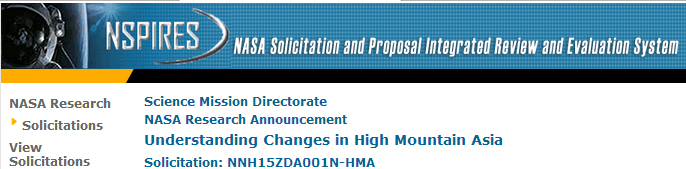 NSPIRES
NASA Solicitation and Proposal Integrated Review and Evaluation System
NASA Research
Solicitations
View
Solicitations
Science Mission Directorate
NASA Research Announcement
Understanding Changes in High Mountain Asia
Solicitation: NNH15ZDA001N-HMA